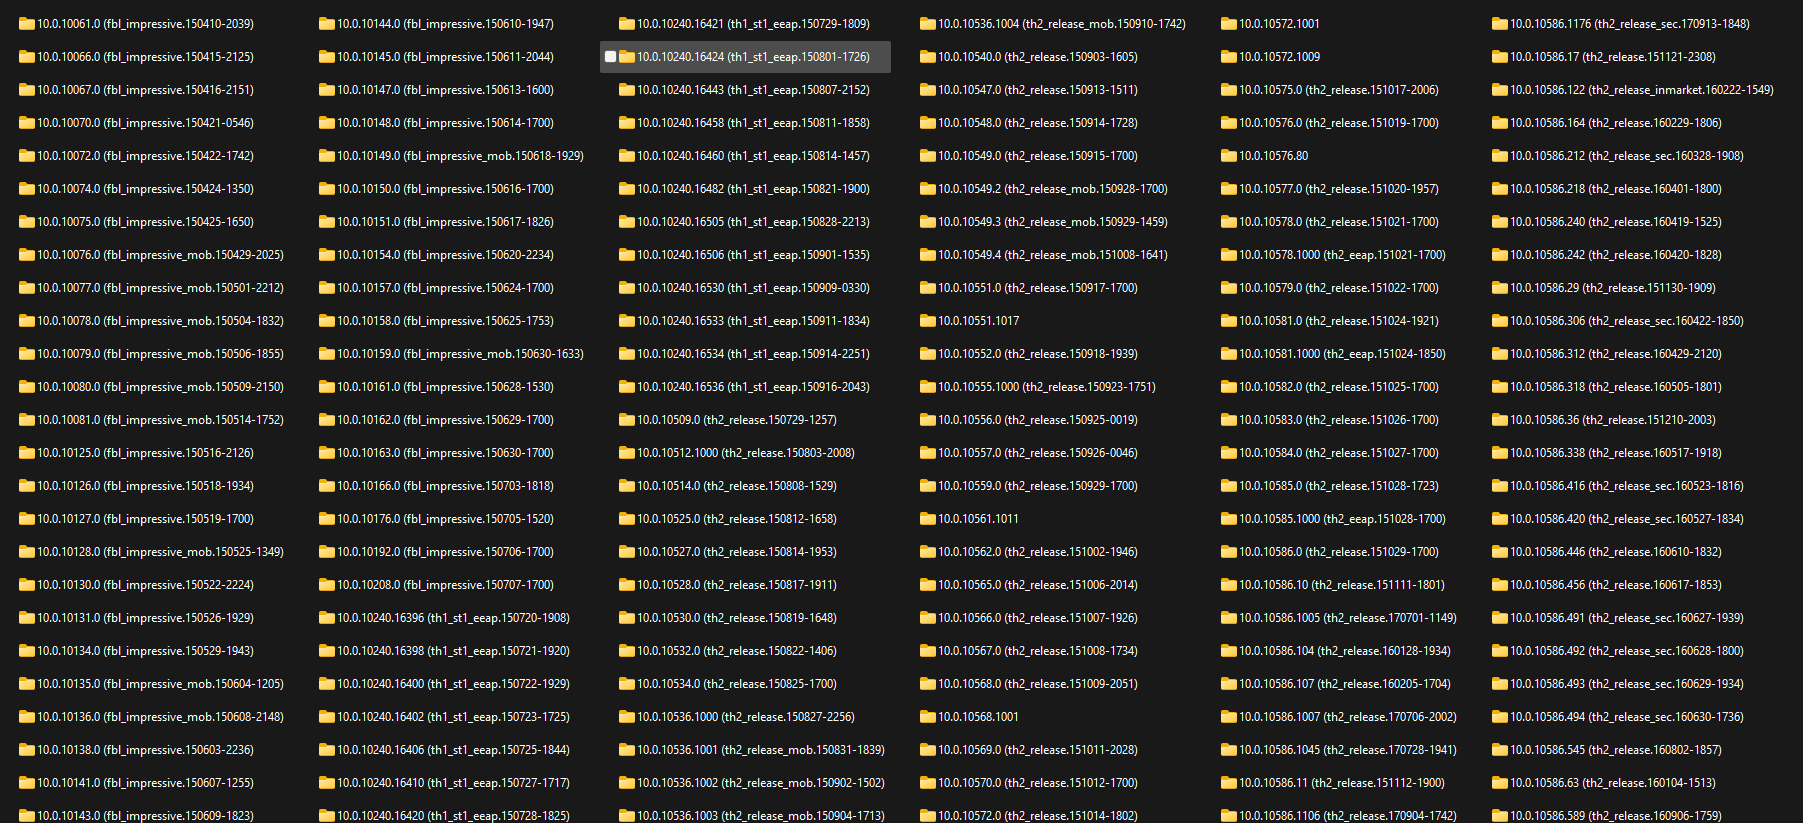 10.0.10061.0 (fbl_impressive.150410-2039)
10.0.10066.0 (fbl_impressive.150415-2125)
10.0.10067.0 (fbl_impressive.150416-2151)
10.0.10070.0 (fbl_impressive.150421-0546)
10.0.10072.0 (fbl_impressive.150422-1742)
10.0.10074.0 (fbl_impressive.150424-1350)
10.0.10075.0 (fbl_impressive.150425-1650)
10.0.10076.0 (fbl_impressive_mob.150429-2025)
10.0.10077.0 (fbl_impressive_mob.150501-2212)
10.0.10078.0 (fbl_impressive_mob.150504-1832)
10.0.10079.0 (fbl_impressive_mob.150506-1855)
10.0.10080.0 (fbl_impressive_mob.150509-2150)
10.0.10081.0 (fbl_impressive_mob.150514-1752)
10.0.10125.0 (fbl_impressive.150516-2126)
10.0.10126.0 (fbl_impressive.150518-1934)
10.0.10127.0 (fbl_impressive.150519-1700)
10.0.10128.0 (fbl_impressive_mob.150525-1349)
10.0.10130.0 (fbl_impressive.150522-2224)
10.0.10131.0 (fbl_impressive.150526-1929)
10.0.10134.0 (fbl_impressive.150529-1943)
10.0.10135.0 (fbl_impressive_mob.150604-1205)
10.0.10136.0 (fbl_impressive_mob.150608-2148)
10.0.10138.0 (fbl_impressive.150603-2236)
10.0.10141.0 (fbl_impressive.150607-1255)
10.0.10143.0 (fbl_impressive.150609-1823)
10.0.10144.0 (fbl_impressive.150610-1947)
10.0.10145.0 (fbl_impressive.150611-2044)
10.0.10147.0 (fbl_impressive.150613-1600)
10.0.10148.0 (fbl_impressive.150614-1700)
10.0.10149.0 (fbl_impressive_mob.150618-1929)
10.0.10150.0 (fbl_impressive.150616-1700)
10.0.10151.0 (fbl_impressive.150617-1826)
10.0.10154.0 (fbl_impressive.150620-2234)
10.0.10157.0 (fbl_impressive.150624-1700)
10.0.10158.0 (fbl_impressive.150625-1753)
10.0.10159.0 (fbl_impressive_mob.150630-1633)
10.0.10161.0 (fbl_impressive.150628-1530)
10.0.10162.0 (fbl_impressive.150629-1700)
10.0.10163.0 (fbl_impressive.150630-1700)
10.0.10166.0 (fbl_impressive.150703-1818)
10.0.10176.0 (fbl_impressive.150705-1520)
10.0.10192.0 (fbl_impressive.150706-1700)
10.0.10208.0 (fbl_impressive.150707-1700)
10.0.10240.16396 (th1_st1_eeap.150720-1908)
10.0.10240.16398 (th1_st1_eeap.150721-1920)
10.0.10240.16400 (th1_st1_eeap.150722-1929)
10.0.10240.16402 (th1_st1_eeap.150723-1725)
10.0.10240.16406 (th1_st1_eeap.150725-1844)
10.0.10240.16410 (th1_st1_eeap.150727-1717)
10.0.10240.16420 (th1_st1_eeap.150728-1825)
10.0.10240.16421 (th1_st1_eeap.150729-1809)
10.0.10240.16424 (th1_st1_eeap.150801-1726)
10.0.10240.16443 (th1_st1_eeap.150807-2152)
10.0.10240.16458 (th1_st1_eeap.150811-1858)
10.0.10240.16460 (th1_st1_eeap.150814-1457)
10.0.10240.16482 (th1_st1_eeap.150821-1900)
10.0.10240.16505 (th1_st1_eeap.150828-2213)
10.0.10240.16506 (th1_st1_eeap.150901-1535)
10.0.10240.16530 (th1_st1_eeap.150909-0330)
10.0.10240.16533 (th1_st1_eeap.150911-1834)
10.0.10240.16534 (th1_st1_eeap.150914-2251)
10.0.10240.16536 (th1_st1_eeap.150916-2043)
10.0.10509.0 (th2_release.150729-1257)
10.0.10512.1000 (th2_release.150803-2008)
10.0.10514.0 (th2_release.150808-1529)
10.0.10525.0 (th2_release.150812-1658)
10.0.10527.0 (th2_release.150814-1953)
10.0.10528.0 (th2_release.150817-1911)
10.0.10530.0 (th2_release.150819-1648)
10.0.10532.0 (th2_release.150822-1406)
10.0.10534.0 (th2_release.150825-1700)
10.0.10536.1000 (th2_release.150827-2256)
10.0.10536.1001 (th2_release_mob.150831-1839)
10.0.10536.1002 (th2_release_mob.150902-1502)
10.0.10536.1003 (th2_release_mob.150904-1713)
10.0.10536.1004 (th2_release_mob.150910-1742)
10.0.10540.0 (th2_release.150903-1605)
10.0.10547.0 (th2_release.150913-1511)
10.0.10548.0 (th2_release.150914-1728)
10.0.10549.0 (th2_release.150915-1700)
10.0.10549.2 (th2_release_mob.150928-1700)
10.0.10549.3 (th2_release_mob.150929-1459)
10.0.10549.4 (th2_release_mob.151008-1641)
10.0.10551.0 (th2_release.150917-1700)
10.0.10551.1017
10.0.10552.0 (th2_release.150918-1939)
10.0.10555.1000 (th2_release.150923-1751)
10.0.10556.0 (th2_release.150925-0019)
10.0.10557.0 (th2_release.150926-0046)
10.0.10559.0 (th2_release.150929-1700)
10.0.10561.1011
10.0.10562.0 (th2_release.151002-1946)
10.0.10565.0 (th2_release.151006-2014)
10.0.10566.0 (th2_release.151007-1926)
10.0.10567.0 (th2_release.151008-1734)
10.0.10568.0 (th2_release.151009-2051)
10.0.10568.1001
10.0.10569.0 (th2_release.151011-2028)
10.0.10570.0 (th2_release.151012-1700)
10.0.10572.0 (th2_release.151014-1802)
10.0.10572.1001
10.0.10572.1009
10.0.10575.0 (th2_release.151017-2006)
10.0.10576.0 (th2_release.151019-1700)
10.0.10576.80
10.0.10577.0 (th2_release.151020-1957)
10.0.10578.0 (th2_release.151021-1700)
10.0.10578.1000 (th2_eeap.151021-1700)
10.0.10579.0 (th2_release.151022-1700)
10.0.10581.0 (th2_release.151024-1921)
10.0.10581.1000 (th2_eeap.151024-1850)
10.0.10582.0 (th2_release.151025-1700)
10.0.10583.0 (th2_release.151026-1700)
10.0.10584.0 (th2_release.151027-1700)
10.0.10585.0 (th2_release.151028-1723)
10.0.10585.1000 (th2_eeap.151028-1700)
10.0.10586.0 (th2_release.151029-1700)
10.0.10586.10 (th2_release.151111-1801)
10.0.10586.1005 (th2_release.170701-1149)
10.0.10586.104 (th2_release.160128-1934)
10.0.10586.107 (th2_release.160205-1704)
10.0.10586.1007 (th2_release.170706-2002)
10.0.10586.1045 (th2_release.170728-1941)
10.0.10586.11 (th2_release.151112-1900)
10.0.10586.1106 (th2_release.170904-1742)
10.0.10586.1176 (th2_release_sec.170913-1848)
10.0.10586.17 (th2_release.151121-2308)
10.0.10586.122 (th2_release_inmarket.160222-1549)
10.0.10586.164 (th2_release.160229-1806)
10.0.10586.212 (th2_release_sec.160328-1908)
10.0.10586.218 (th2_release.160401-1800)
10.0.10586.240 (th2_release.160419-1525)
10.0.10586.242 (th2_release.160420-1828)
10.0.10586.29 (th2_release.151130-1909)
10.0.10586.306 (th2_release_sec.160422-1850)
10.0.10586.312 (th2_release.160429-2120)
10.0.10586.318 (th2_release.160505-1801)
10.0.10586.36 (th2_release.151210-2003)
10.0.10586.338 (th2_release.160517-1918)
10.0.10586.416 (th2_release_sec.160523-1816)
10.0.10586.420 (th2_release_sec.160527-1834)
10.0.10586.446 (th2_release.160610-1832)
10.0.10586.456 (th2_release.160617-1853)
10.0.10586.491 (th2_release_sec.160627-1939)
10.0.10586.492 (th2_release_sec.160628-1800)
10.0.10586.493 (th2_release_sec.160629-1934)
10.0.10586.494 (th2_release_sec.160630-1736)
10.0.10586.545 (th2_release.160802-1857)
10.0.10586.63 (th2_release.160104-1513)
10.0.10586.589 (th2_release.160906-1759)